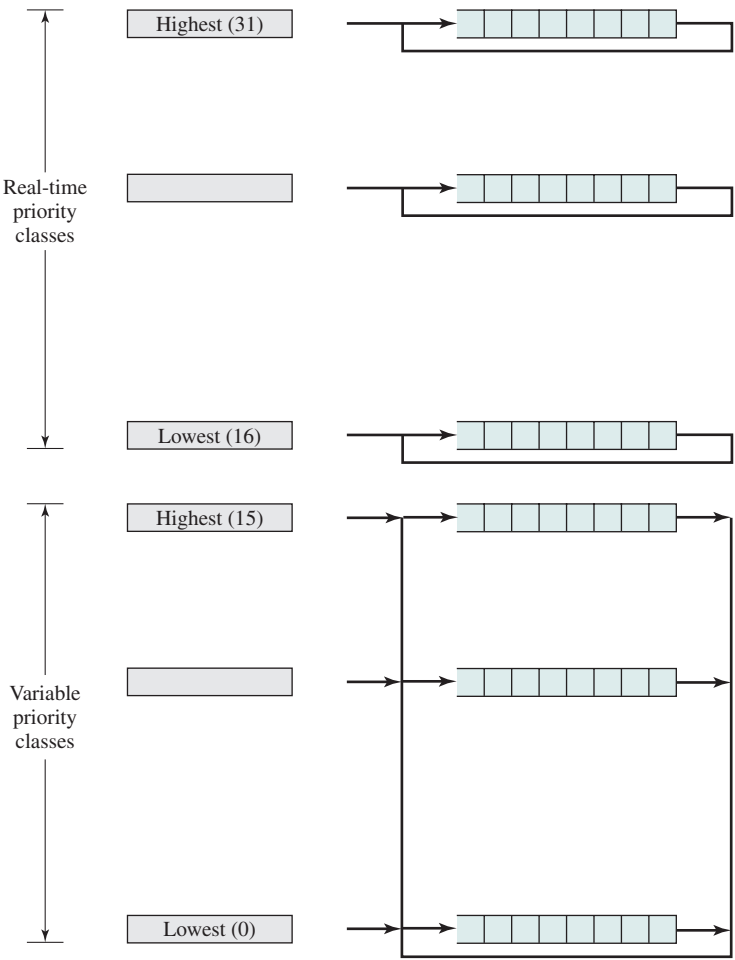 Highest (31)
Real-time
priority
classes
Lowest (16)
Highest (15)
Variable
priority
classes
Lowest (0)